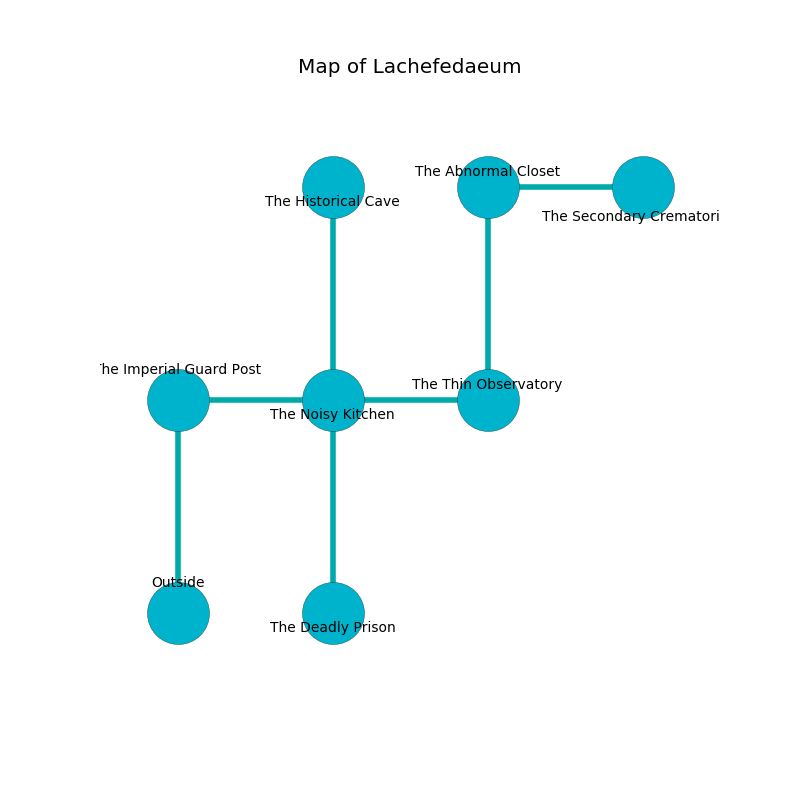 Map of Lachefedaeum
The Abnormal Closet
The Historical Cave
The Secondary Crematori
he Imperial Guard Post
The Thin Observatory
The Noisy Kitchen
Outside
The Deadly Prison